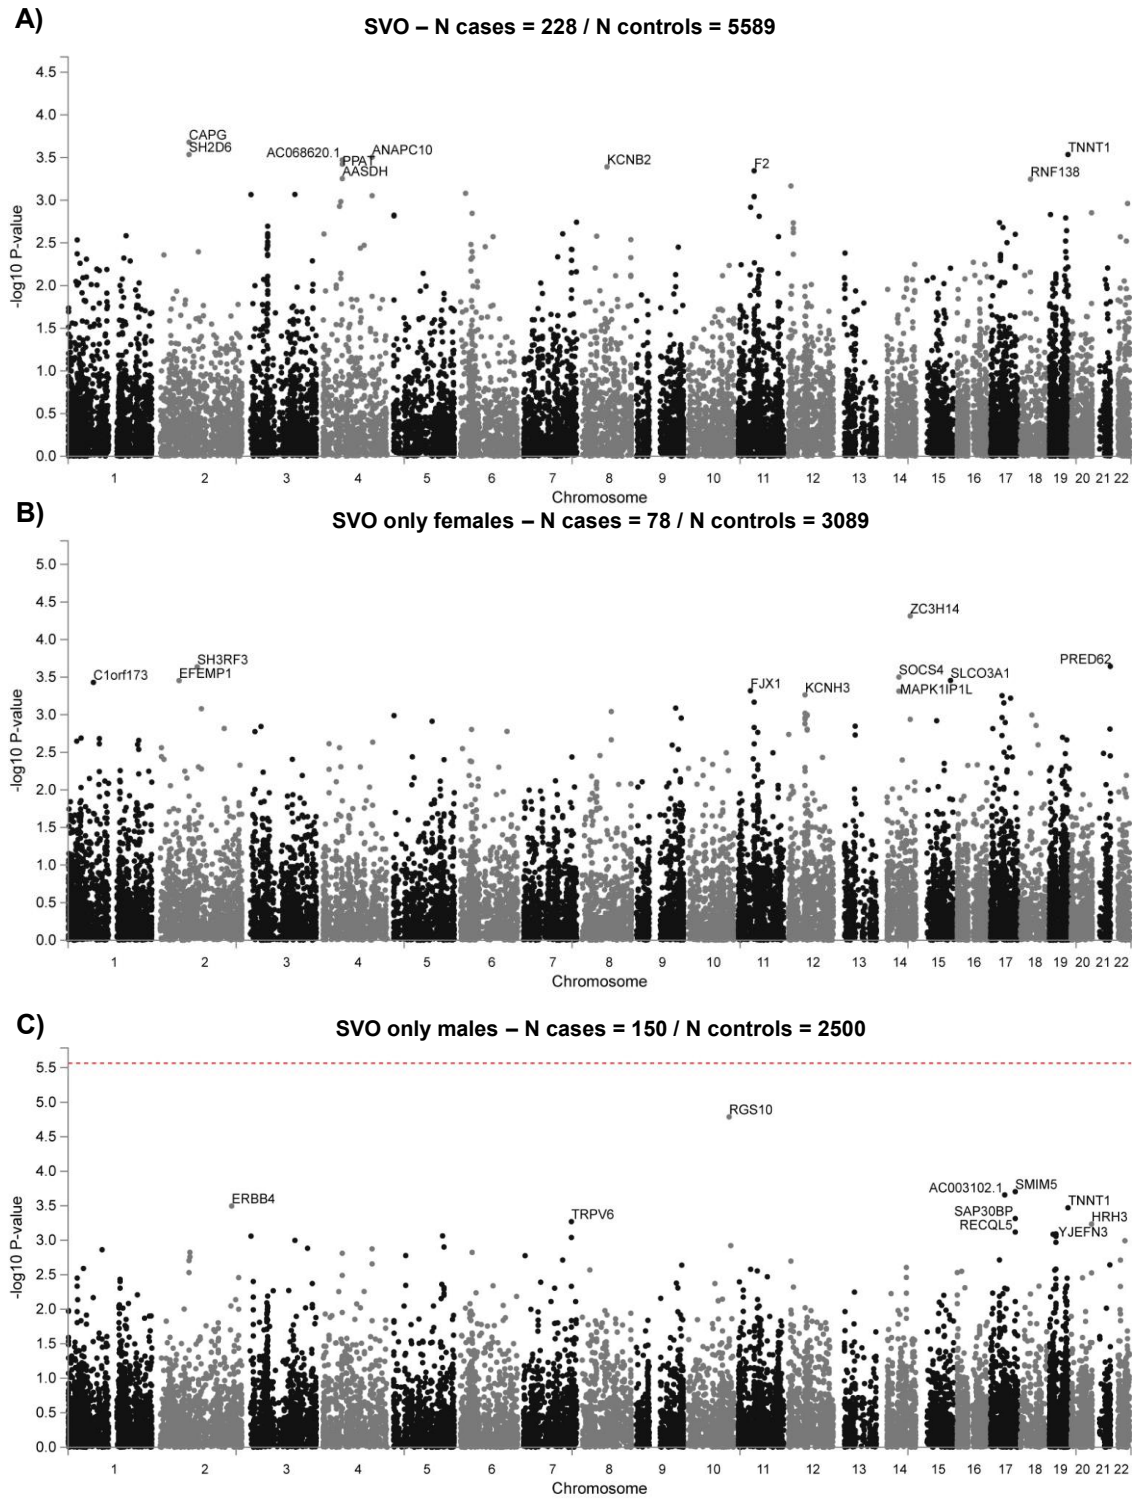 A)
SVO – N cases = 228 / N controls = 5589
-log10 P-value
4.5
4.0
3.5
3.0
2.5
2.0
1.5
1.0
0.5
0.0
CAPG
SH2D6
AC068620.1
PPAT
AASDH
ANAPC10
KCNB2
F2
RNF138
TNNT1
1 2 3 4 5 6 7 8 9 10 11 12 13 14 15 16 17 18 19 20 21 22
Chromosome
B)
SVO only females – N cases = 78 / N controls = 3089
-log10 P-value
5.0
4.5
4.0
3.5
3.0
2.5
2.0
1.5
1.0
0.5
0.0
C1orf173
SH3RF3
EFEMP1
FJX1
KCNH3
ZC3H14
SOCS4
MAPK1IP1L
SLCO3A1
PRED62
1 2 3 4 5 6 7 8 9 10 11 12 13 14 15 16 17 18 19 20 21 22
Chromosome
C)
SVO only males – N cases = 150 / N controls = 2500
-log10 P-value
5.5
5.0
4.5
4.0
3.5
3.0
2.5
2.0
1.5
1.0
0.5
0.0
ERBB4
TRPV6
RGS10
AC003102.1
SMIM5
SAP30BP
RECQL5
TNNT1
HRH3
YJEFN3
1 2 3 4 5 6 7 8 9 10 11 12 13 14 15 16 17 18 19 20 21 22
Chromosome